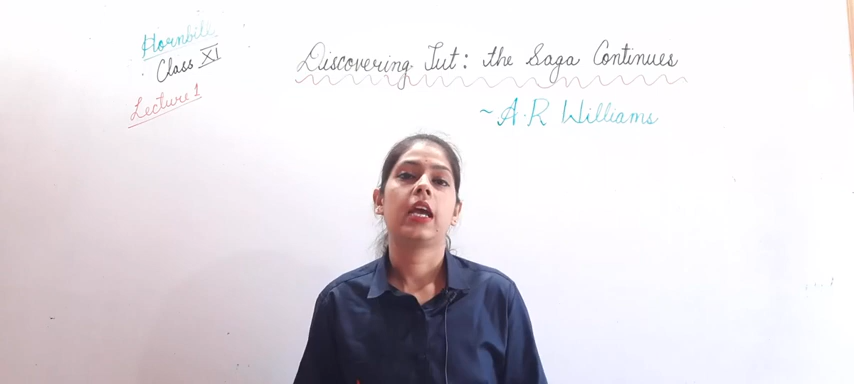 Hornbill
Class XI
Lecture 1
Discovering Tut: the Saga Continues
~A.R Williams